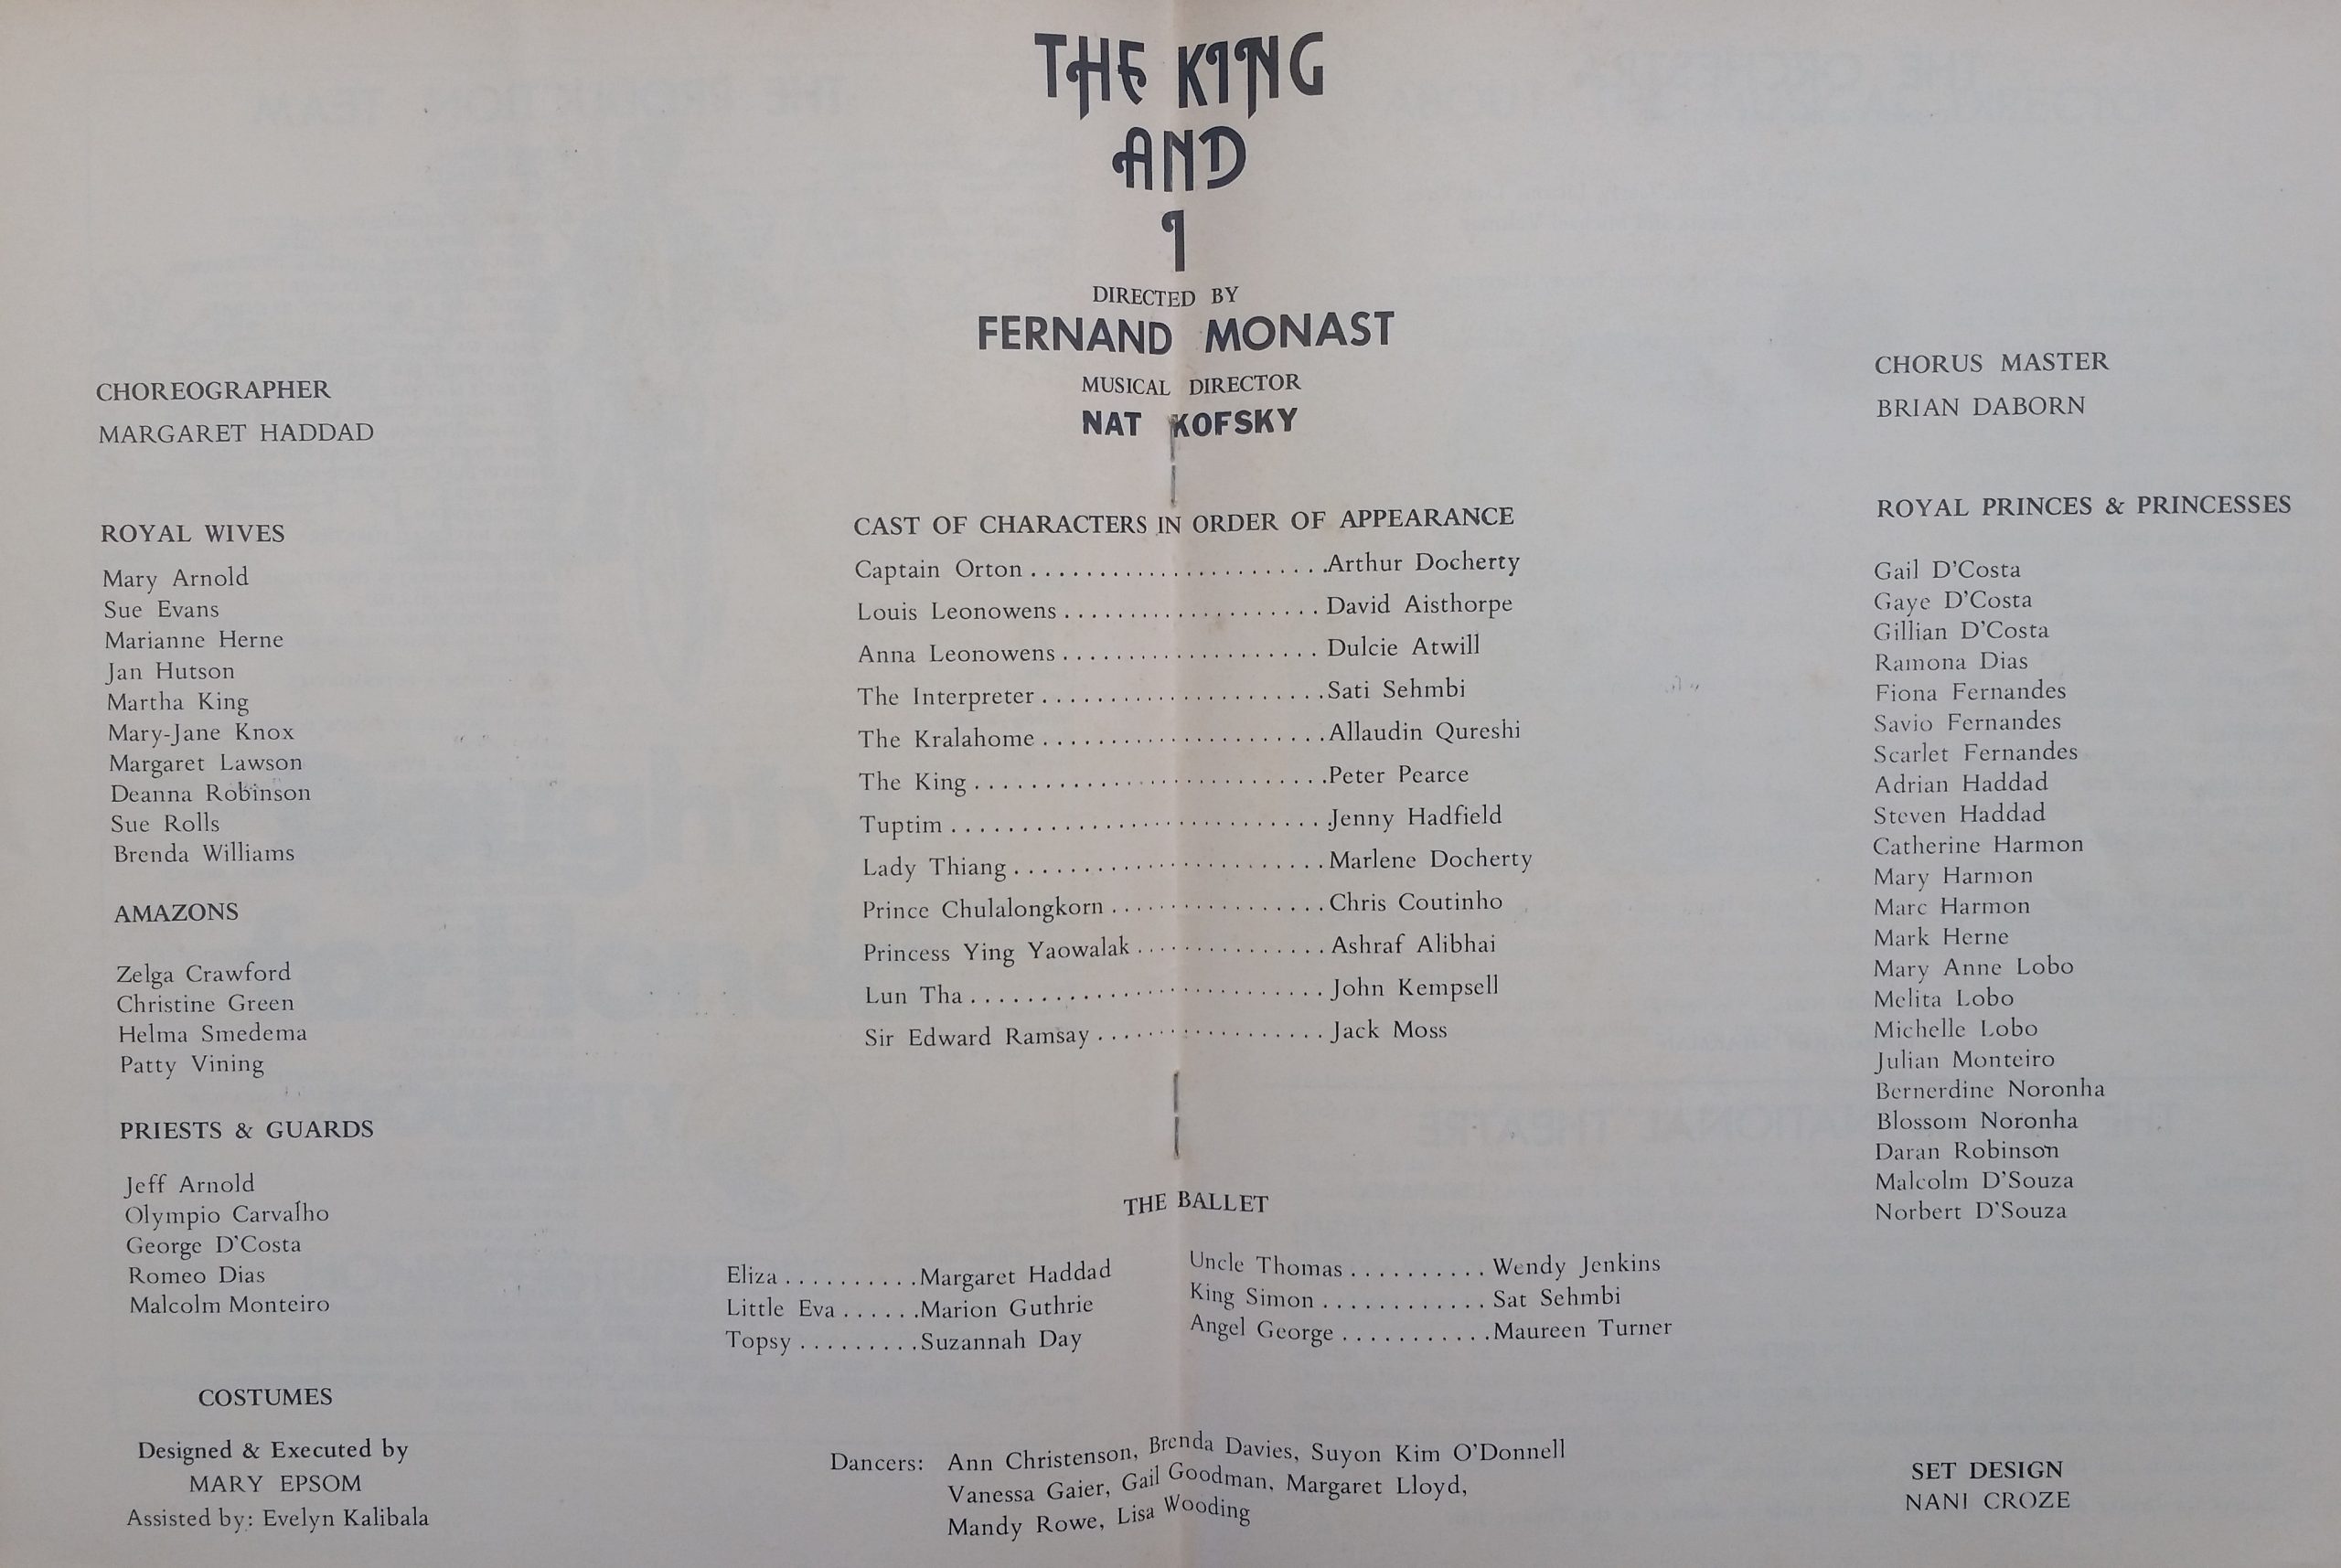 THE KING
AND
I
DIRECTED BY
FERNAND MONAST
MUSICAL DIRECTOR
NAT KOFSKY
CHOREOGRAPHER
MARGARET HADDAD
ROYAL WIVES
Mary Arnold
Sue Evans
Marianne Herne
Jan Hutson
Martha King
Mary-Jane Knox
Margaret Lawson
Deanna Robinson
Sue Rolls
Brenda Williams
AMAZONS
Zelga Crawford
Christine Green
Helma Smedema
Patty Vining
PRIESTS & GUARDS
Jeff Arnold
Olympio Carvalho
George D'Costa
Romeo Dias
Malcolm Monteiro
COSTUMES
Designed & Executed by
MARY EPSOM
Assisted by: Evelyn Kalibala
CAST OF CHARACTERS IN ORDER OF APPEARANCE
Captain Orton ........................Arthur Docherty
Louis Leonowens .................... David Aisthorpe
Anna Leonowens .................... Dulcie Atwill
The Interpreter ......................Sati Sehmbi
The Kralahome ......................Allaudin Qureshi
The King ............................Peter Pearce
Tuptim ..............................Jenny Hadfield
Lady Thiang ........................Marlene Docherty
Prince Chulalongkorn ................Chris Coutinho
Princess Ying Yaowalak ..............Ashraf Alibhai
Lun Tha ............................John Kempsell
Sir Edward Ramsay ..................Jack Moss
THE BALLET
Eliza ..........Margaret Haddad
Little Eva ......Marion Guthrie
Topsy .........Suzannah Day
Uncle Thomas .......... Wendy Jenkins
King Simon ............ Sat Sehmbi
Angel George ...........Maureen Turner
Dancers: Ann Christenson, Brenda Davies, Suyon Kim O'Donnell
Vanessa Gaier, Gail Goodman, Margaret Lloyd,
Mandy Rowe, Lisa Wooding
CHORUS MASTER
BRIAN DABORN
ROYAL PRINCES & PRINCESSES
Gail D'Costa
Gaye D'Costa
Gillian D'Costa
Ramona Dias
Fiona Fernandes
Savio Fernandes
Scarlet Fernandes
Adrian Haddad
Steven Haddad
Catherine Harmon
Mary Harmon
Marc Harmon
Mark Herne
Mary Anne Lobo
Melita Lobo
Michelle Lobo
Julian Monteiro
Bernerdine Noronha
Blossom Noronha
Daran Robinson
Malcolm D'Souza
Norbert D'Souza
SET DESIGN
NANI CROZE